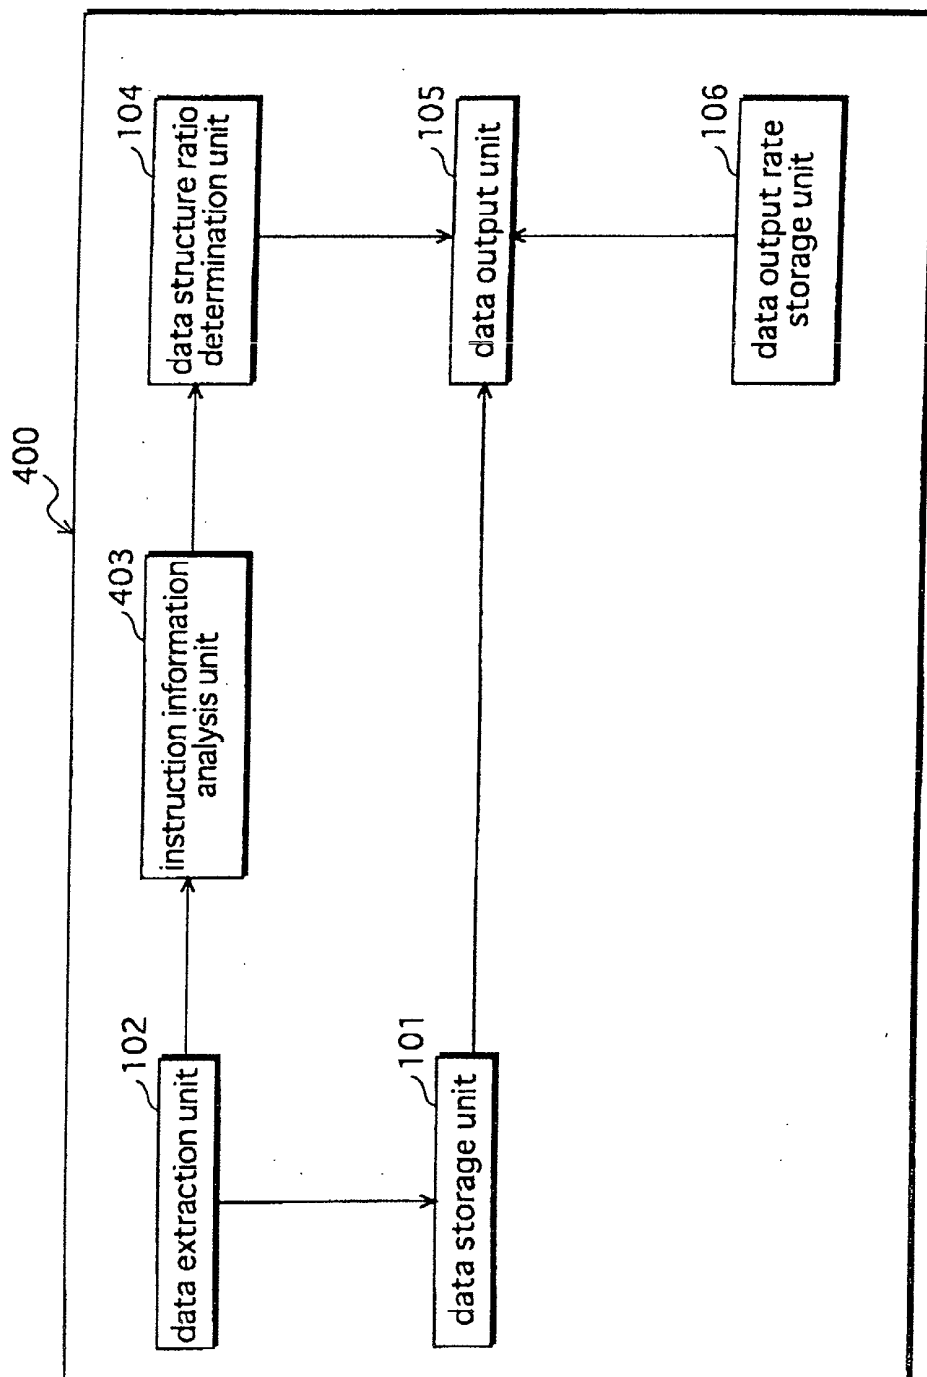 400
102
data extraction unit
403
instruction information
analysis unit
104
data structure ratio
determination unit
101
data storage unit
105
data output unit
106
data output rate
storage unit